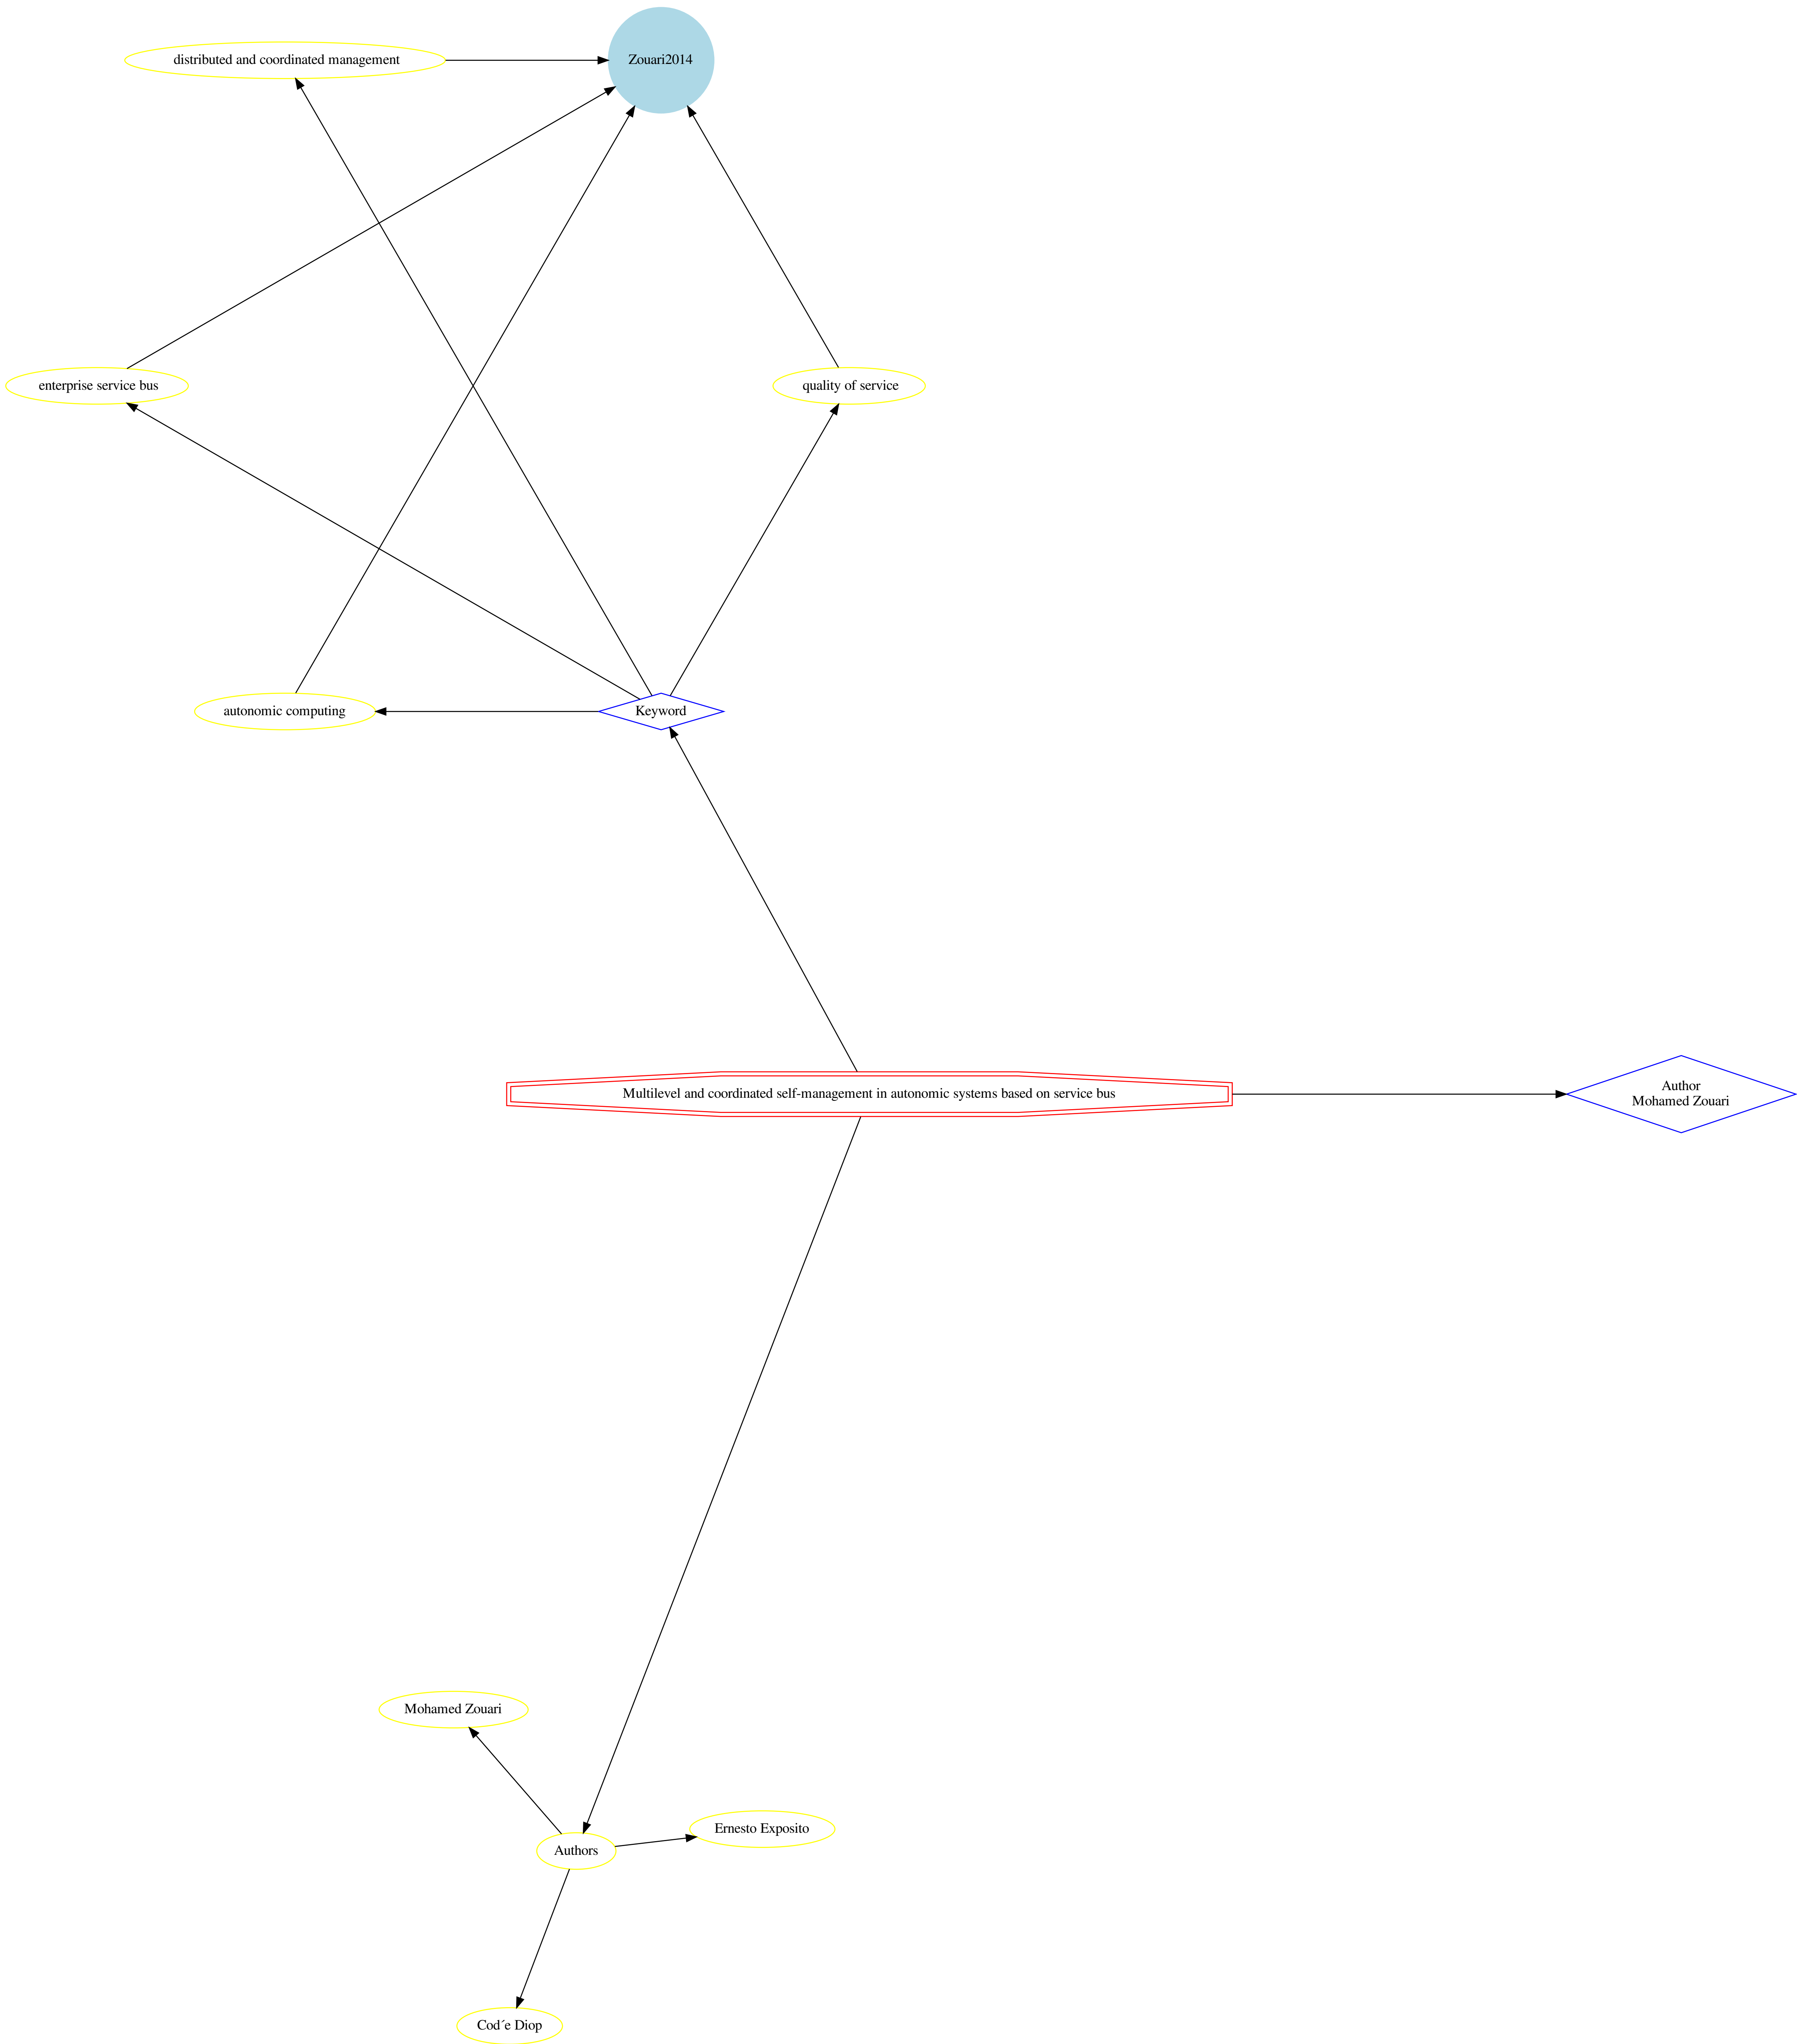 distributed and coordinated management
Zouari2014
enterprise service bus
quality of service
autonomic computing
Keyword
Multilevel and coordinated self-management in autonomic systems based on service bus
Author
Mohamed Zouari
Mohamed Zouari
Ernesto Exposito
Authors
Cod´e Diop